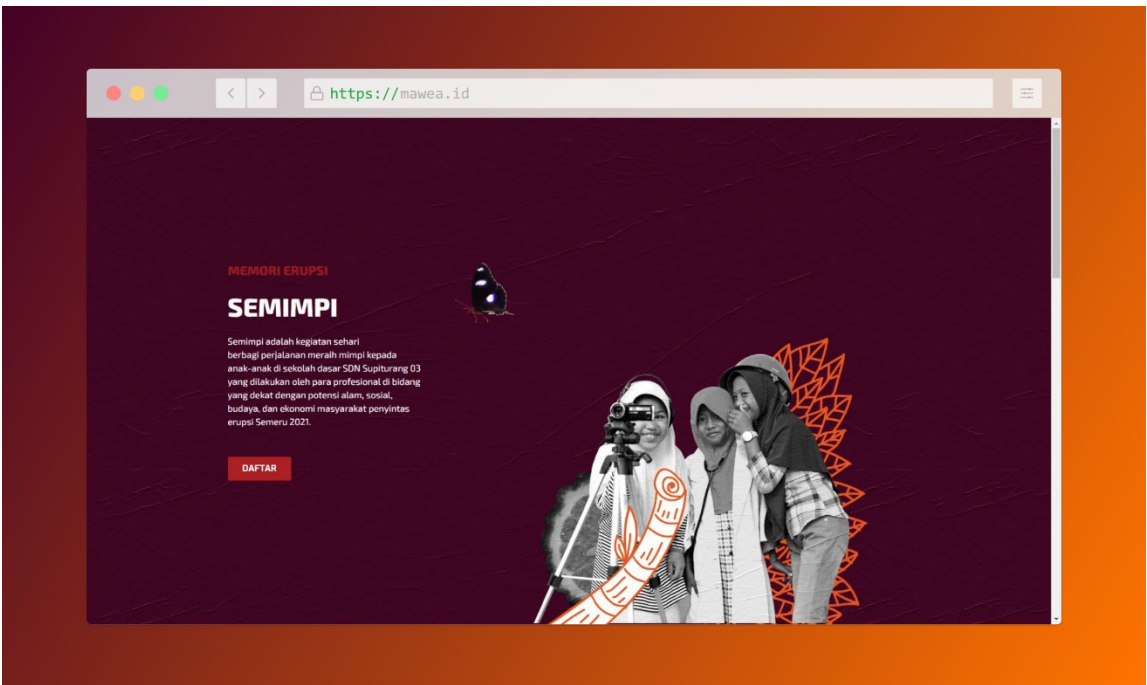 https://mawea.id
MEMORI ERUPSI
SEMIMPI
Semimpi adalah kegiatan sehari
berbagi perjalanan meraih mimpi kepada
anak-anak di sekolah dasar SDN Supiturang 03
yang dilakukan oleh para profesional di bidang
yang dekat dengan potensi alam, sosial,
budaya, dan ekonomi masyarakat penyintas
erupsi Semeru 2021.
DAFTAR